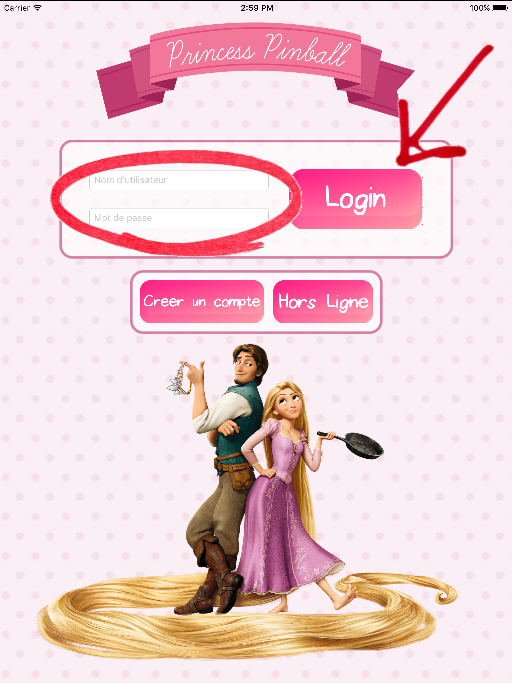 Carrier 2:59 PM 100%
Princess Pinball
Nom d'utilisateur
Login
Mot de passe
Creer un compte Hors Ligne